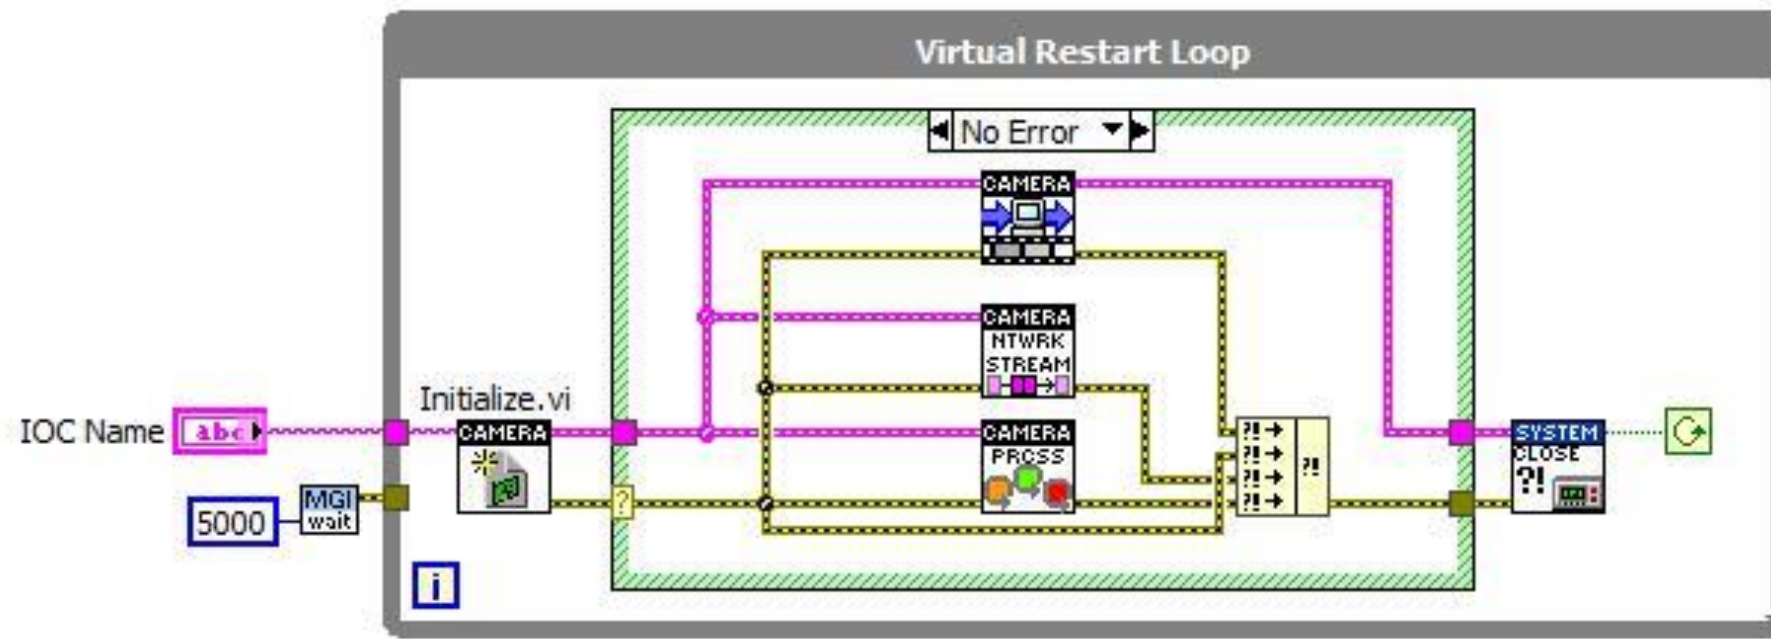 Virtual Restart Loop
No Error
CAMERA
CAMERA
NTWRK
STREAM
Initialize.vi
IOC Name
abc
CAMERA
CAMERA
PRCSS
?! 
?! 
?! 
?! 
?!
SYSTEM
CLOSE
?!
5000
MGI
wait
?
i